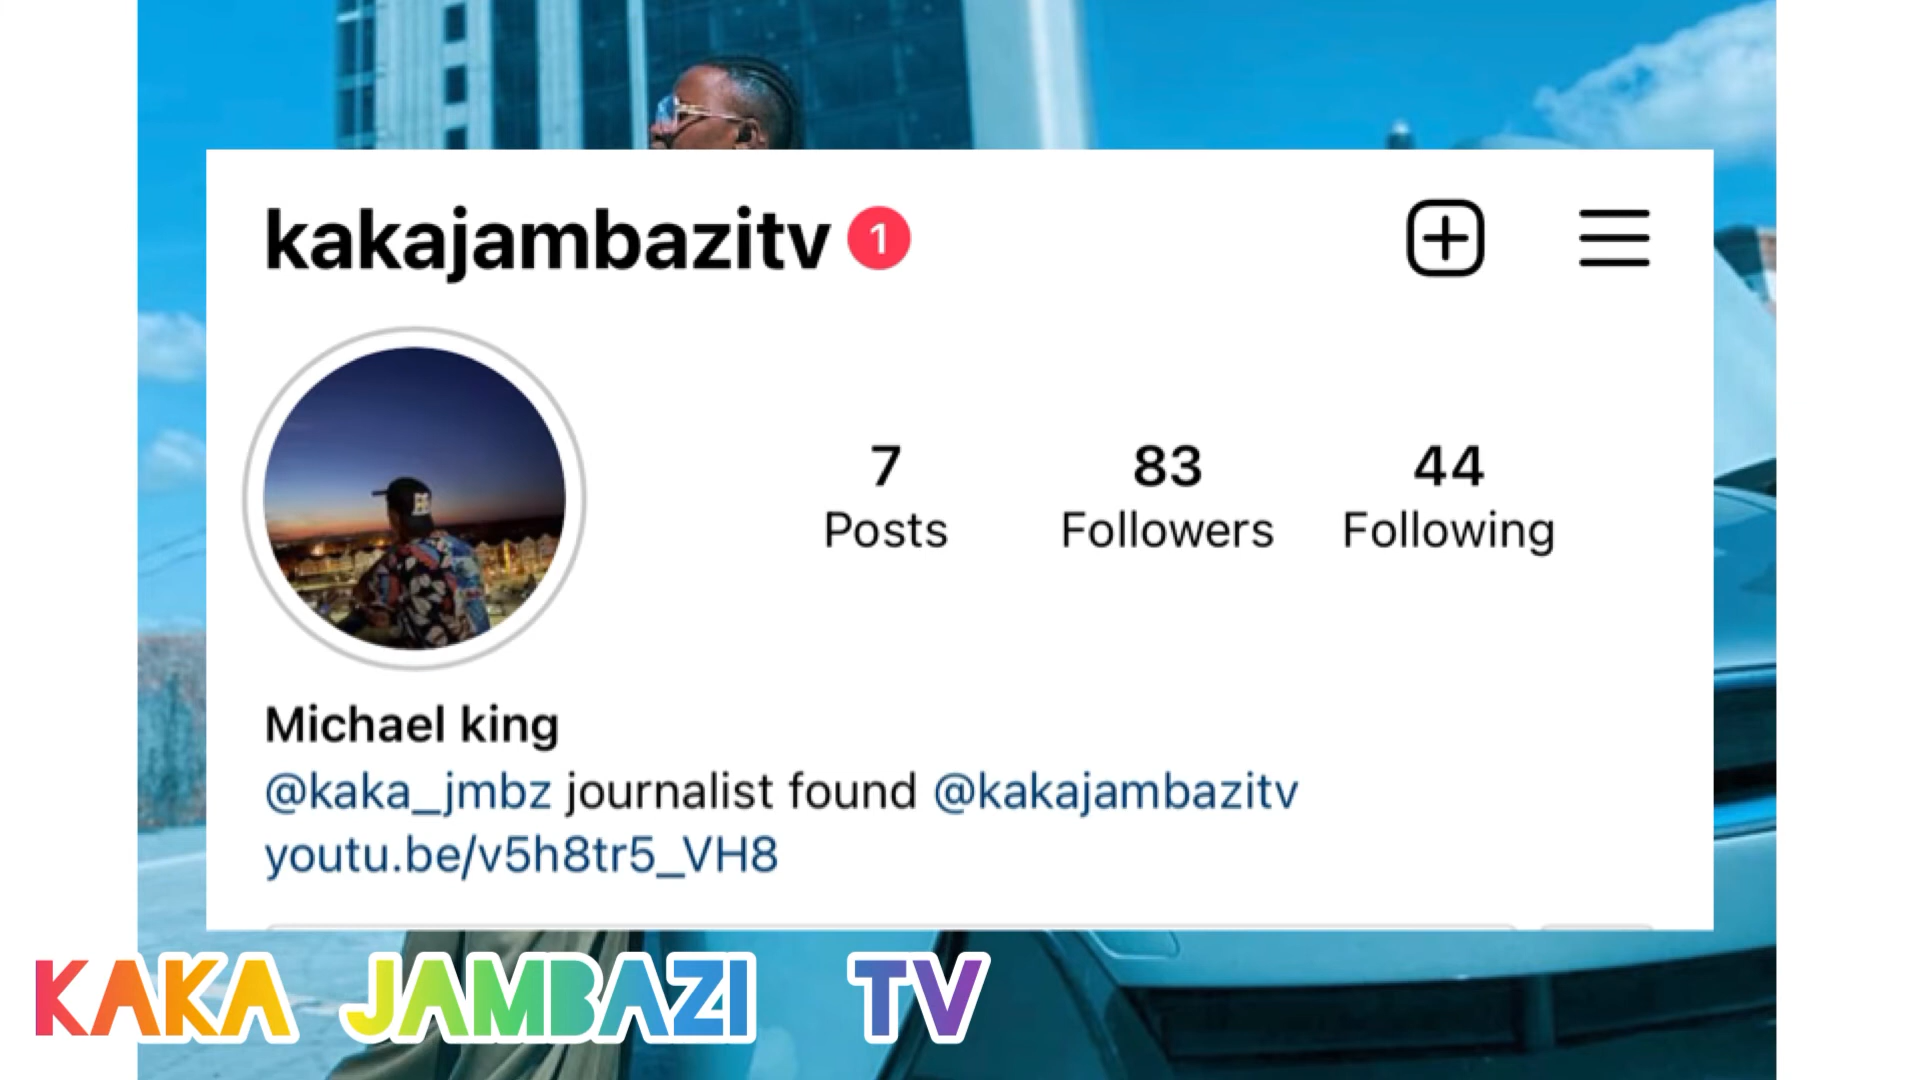 kakajambazitv 1
7 83 44
Posts Followers Following
Michael king
@kaka_jmbz journalist found @kakajambazitv
youtu.be/v5h8tr5_VH8
KAKA JAMBAZI TV